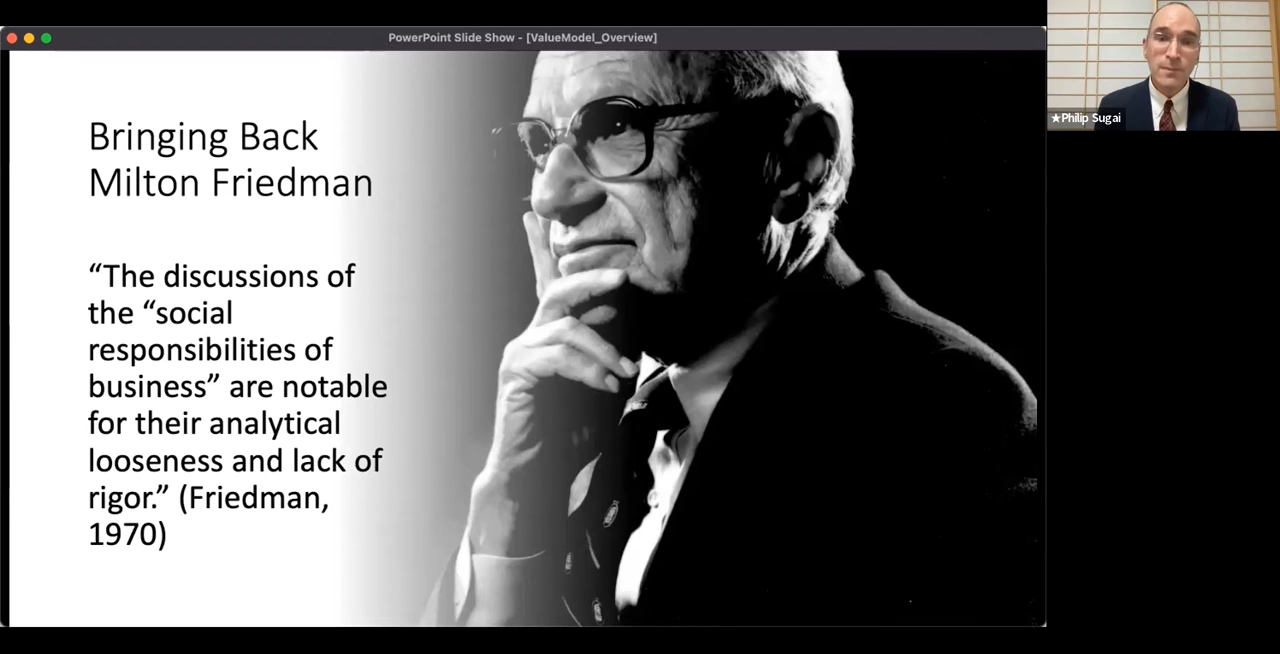 PowerPoint Slide Show - [ValueModel_Overview]
Bringing Back
Milton Friedman
“The discussions of
the “social
responsibilities of
business” are notable
for their analytical
looseness and lack of
rigor.” (Friedman,
1970)
★Philip Sugai